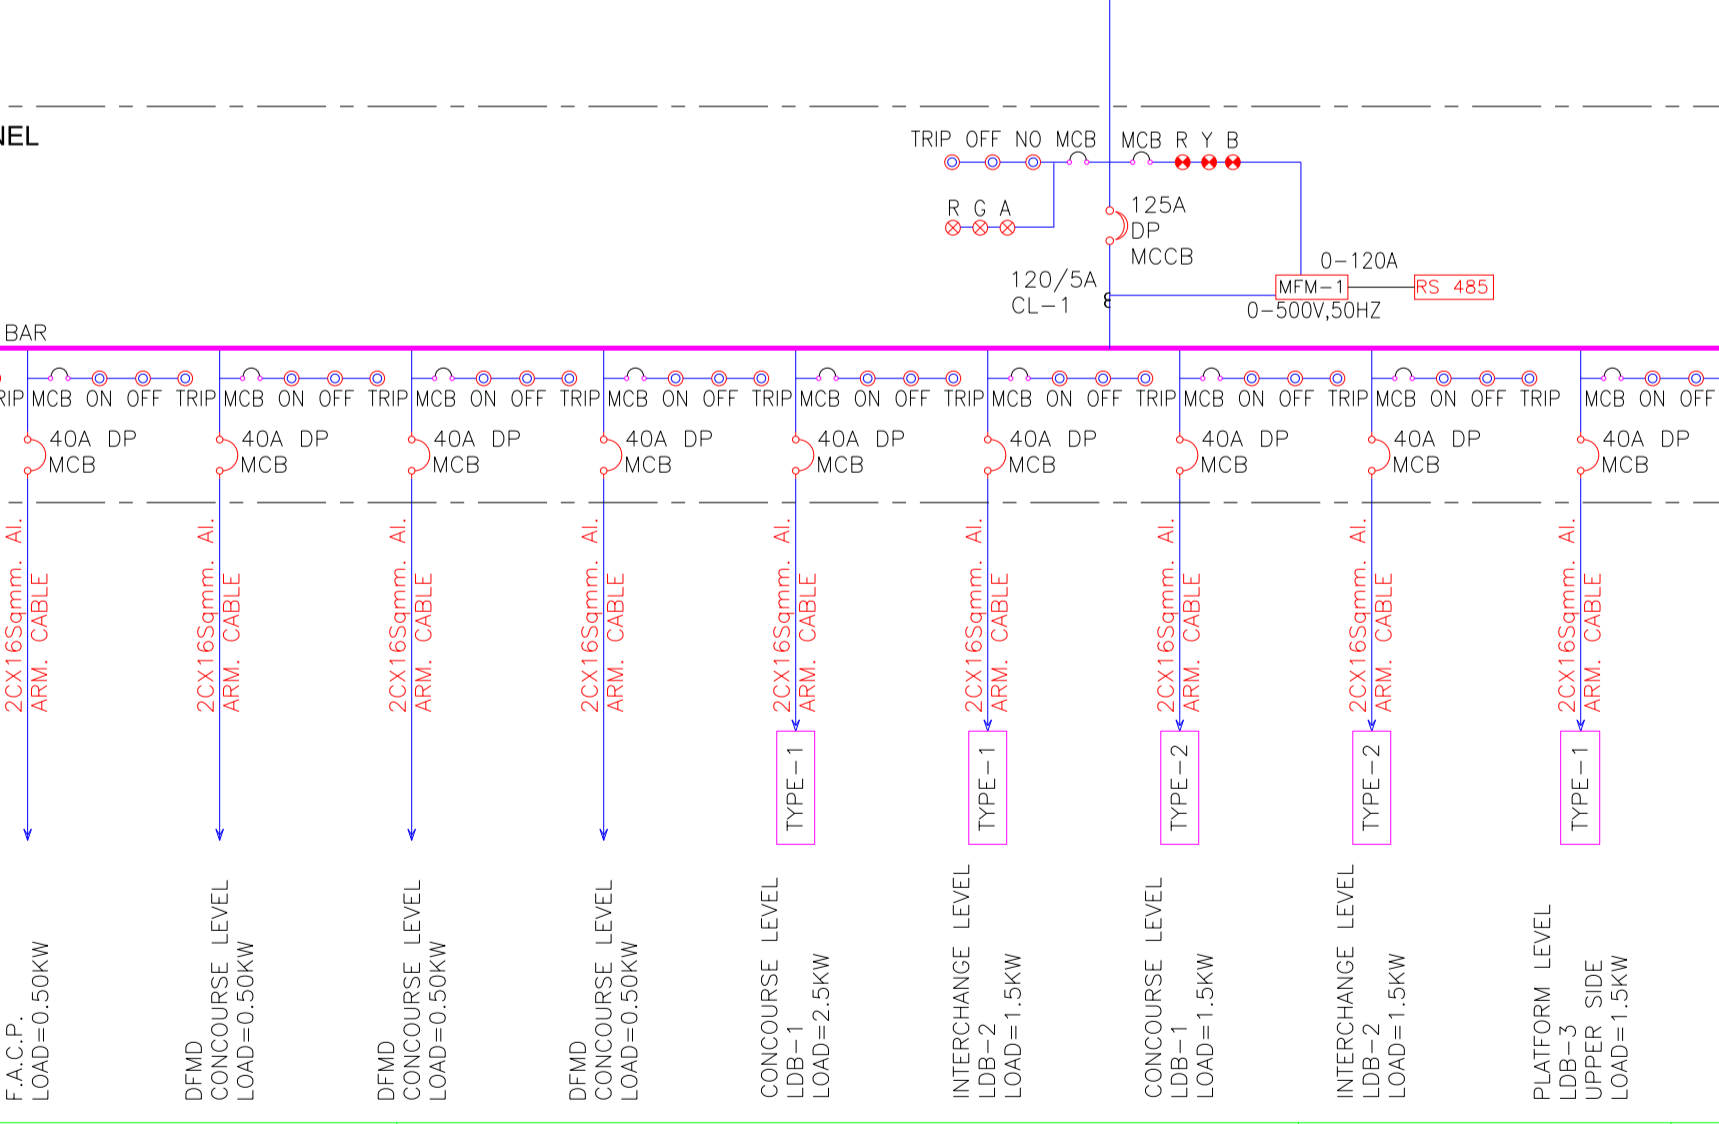 NEL
TRIP OFF NO MCB MCB R Y B
R G A
125A
DP
MCCB
120/5A
CL-1
0-120A
MFM-1
RS 485
0-500V,50HZ
BAR
RIP MCB ON OFF TRIP MCB ON OFF TRIP MCB ON OFF TRIP MCB ON OFF TRIP MCB ON OFF TRIP MCB ON OFF TRIP MCB ON OFF TRIP MCB ON OFF TRIP MCB ON OFF
40A DP
MCB
40A DP
MCB
40A DP
MCB
40A DP
MCB
40A DP
MCB
40A DP
MCB
40A DP
MCB
40A DP
MCB
40A DP
MCB
2CX16Sqmm. Al.
ARM. CABLE
2CX16Sqmm. Al.
ARM. CABLE
2CX16Sqmm. Al.
ARM. CABLE
2CX16Sqmm. Al.
ARM. CABLE
2CX16Sqmm. Al.
ARM. CABLE
2CX16Sqmm. Al.
ARM. CABLE
2CX16Sqmm. Al.
ARM. CABLE
2CX16Sqmm. Al.
ARM. CABLE
2CX16Sqmm. Al.
ARM. CABLE
TYPE-1
TYPE-1
TYPE-2
TYPE-2
TYPE-1
F.A.C.P.
LOAD=0.50KW
DFMD
CONCOURSE LEVEL
LOAD=0.50KW
DFMD
CONCOURSE LEVEL
LOAD=0.50KW
DFMD
CONCOURSE LEVEL
LOAD=0.50KW
CONCOURSE LEVEL
LDB-1
LOAD=2.5KW
INTERCHANGE LEVEL
LDB-2
LOAD=1.5KW
CONCOURSE LEVEL
LDB-1
LOAD=1.5KW
INTERCHANGE LEVEL
LDB-2
LOAD=1.5KW
PLATFORM LEVEL
LDB-3
UPPER SIDE
LOAD=1.5KW